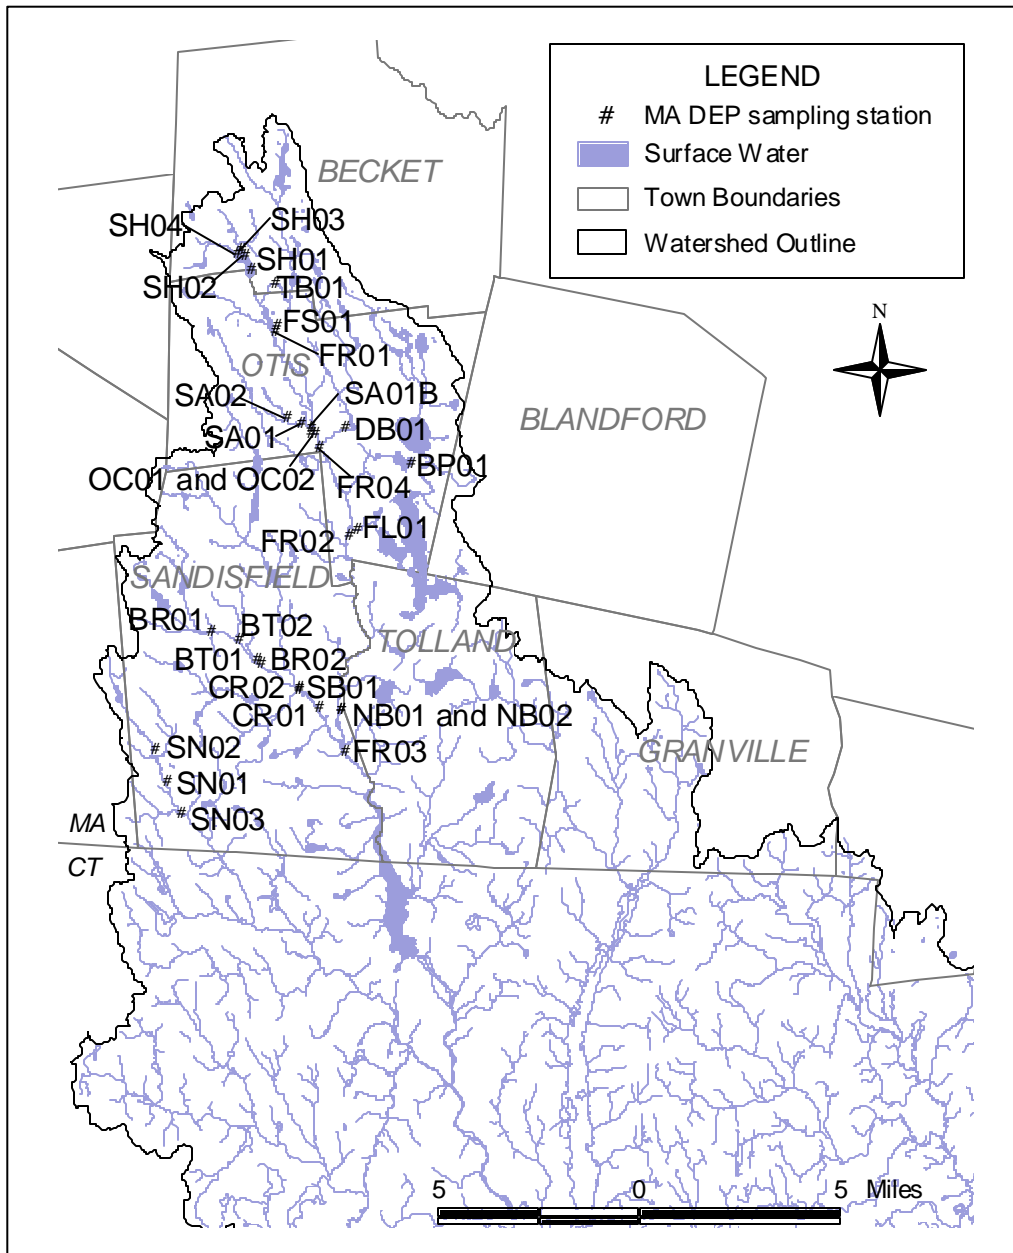 LEGEND
# MA DEP sampling station
Surface Water
Town Boundaries
Watershed Outline
BECKET
SH04
SH03
SH01
SH02
TB01
FS01
FR01
OTIS
SA02
SA01B
SA01
DB01
BLANDFORD
N
OC01 and OC02
BP01
FR04
FR02
FL01
SANDISFIELD
BR01
BT02
TOLLAND
BT01
BR02
CR02
SB01
CR01
NB01 and NB02
SN02
FR03
GRANVILLE
SN01
SN03
MA
CT
5 0 5 Miles